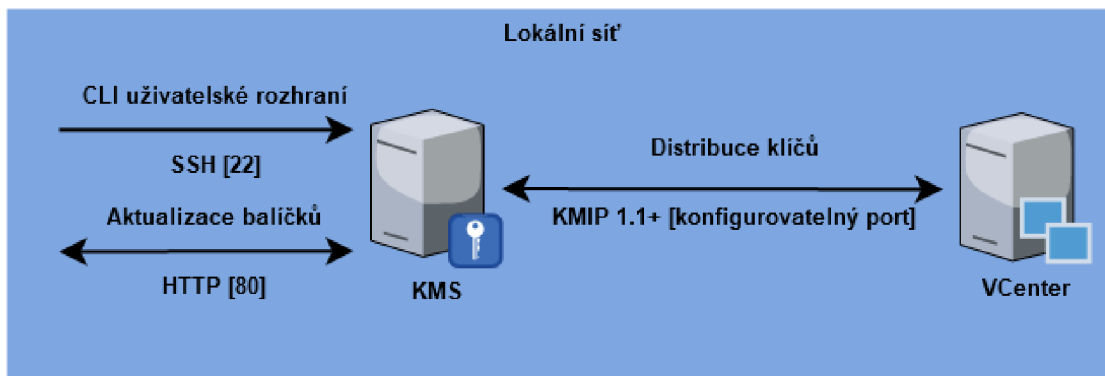 Lokální síť
CLI uživatelské rozhraní
SSH [22]
Aktualizace balíčků
HTTP [80]
KMS
Distribuce klíčů
KMIP 1.1+ [konfigurovatelný port]
VCenter